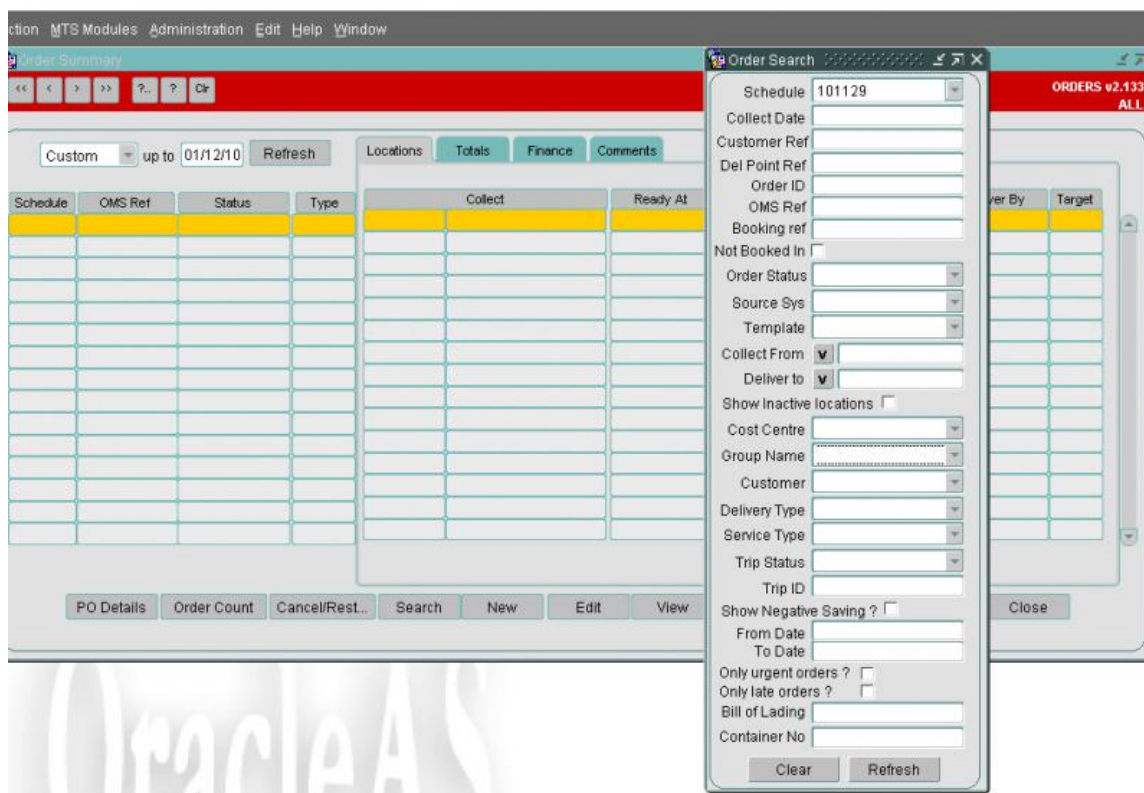 ction MTS Modules Administration Edit Help Window
Order Summary
<< < > >> ?.. ? Clr
ORDERS v2.133
ALL
Custom up to 01/12/10 Refresh
Locations Totals Finance Comments
Schedule OMS Ref Status Type
Collect Ready At ver By Target
PO Details Order Count Cancel/Rest... Search New Edit View Close
Order Search
Schedule 101129
Collect Date
Customer Ref
Del Point Ref
Order ID
OMS Ref
Booking ref
Not Booked In
Order Status
Source Sys
Template
Collect From v
Deliver to v
Show Inactive locations
Cost Centre
Group Name
Customer
Delivery Type
Service Type
Trip Status
Trip ID
Show Negative Saving ?
From Date
To Date
Only urgent orders ?
Only late orders ?
Bill of Lading
Container No
Clear Refresh
OracleAS